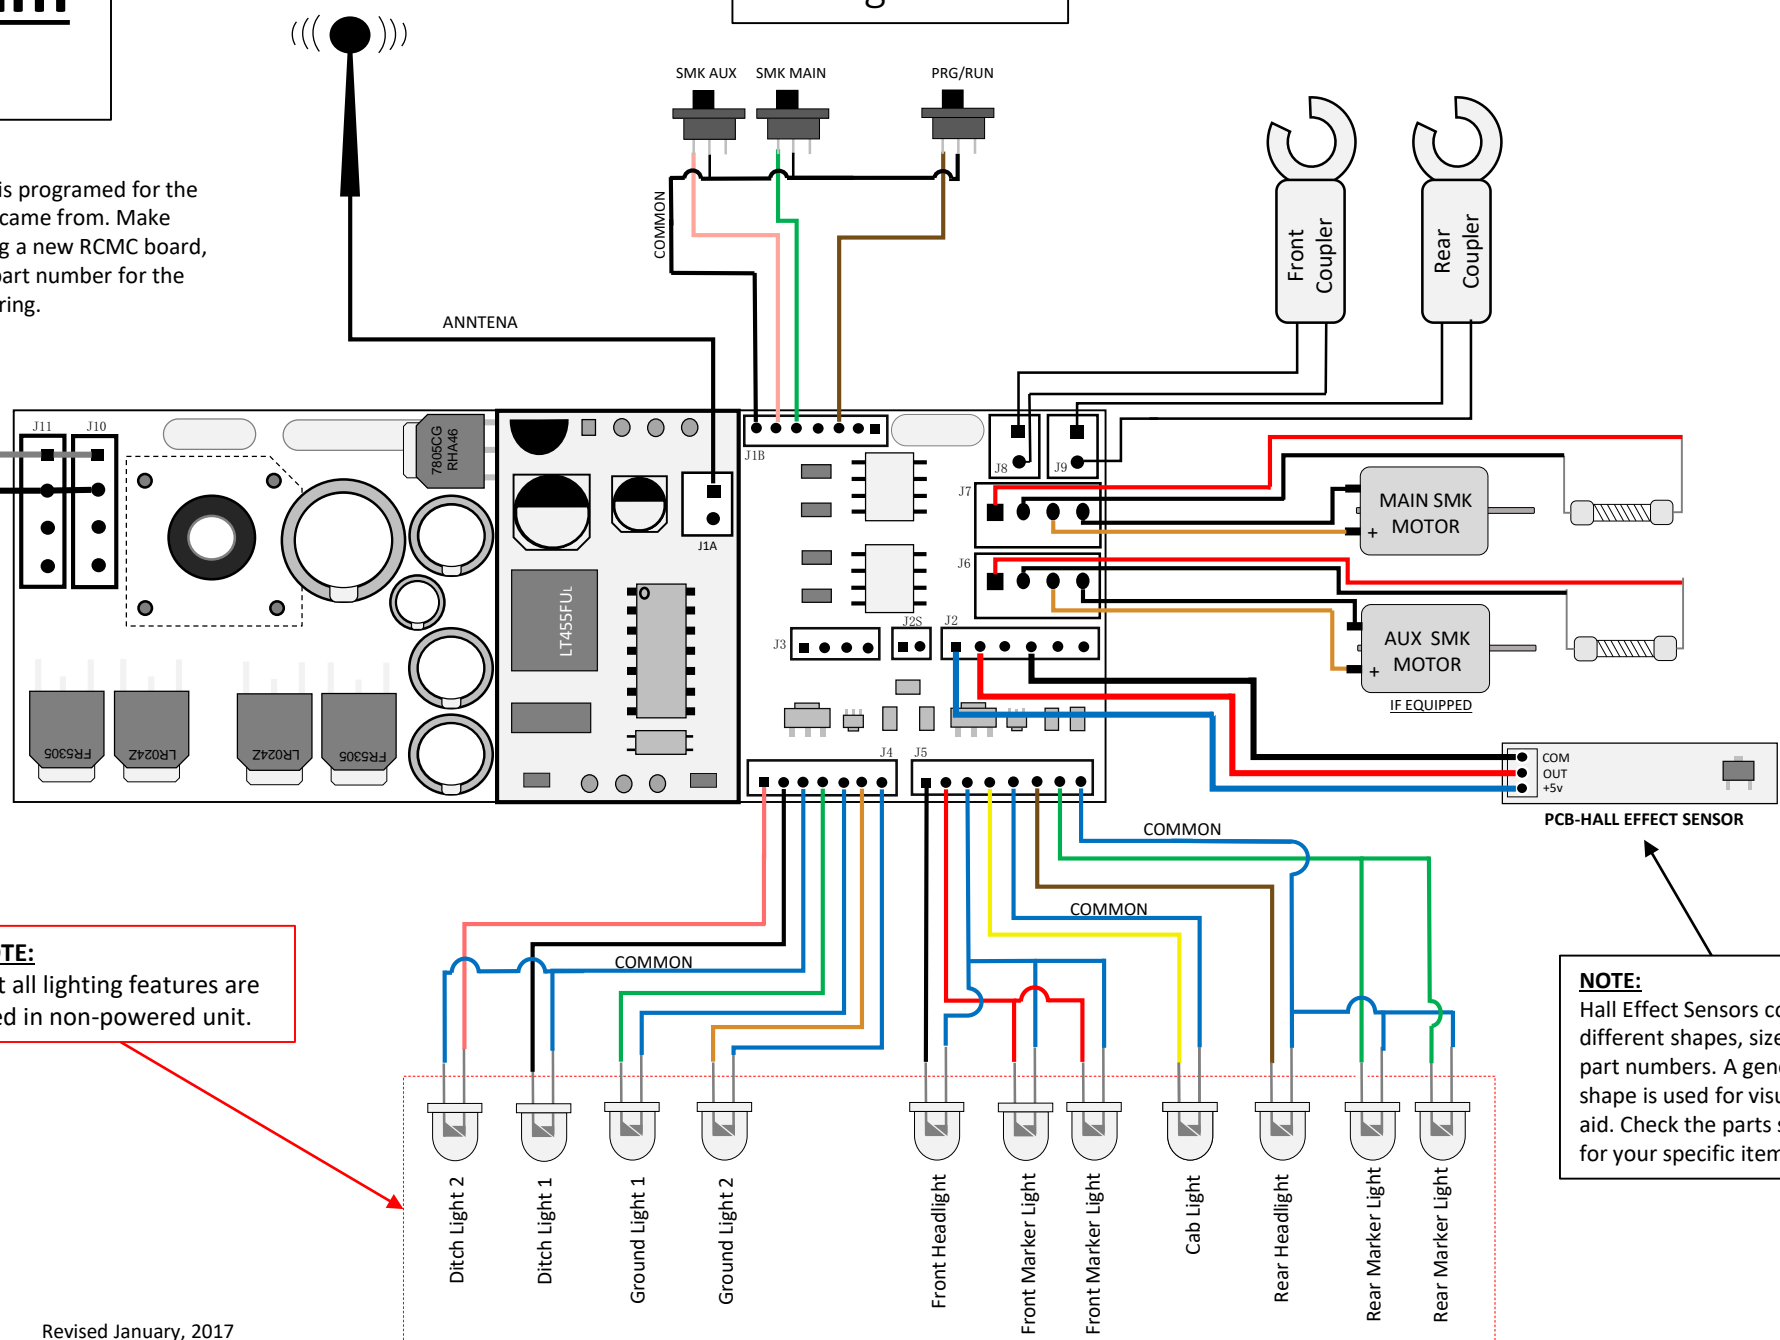 SMK AUX
SMK MAIN
PRG/RUN
is programed for the
came from. Make
g a new RCMC board,
part number for the
ring.
COMMON
ANNTENA
Front
Coupler
Rear
Coupler
J11
J10
7805CG
RHA46
J1B
J8
J9
J1A
J7
MAIN SMK
MOTOR
+
J6
LT455FUL
J3
J2S
J2
AUX SMK
MOTOR
+
IF EQUIPPED
FR5305
LR024Z
LR024Z
FR5305
J4
J5
COM
OUT
+5v
PCB-HALL EFFECT SENSOR
COMMON
COMMON
COMMON
OTE:
t all lighting features are
ed in non-powered unit.
NOTE:
Hall Effect Sensors co
different shapes, size
part numbers. A gene
shape is used for visu
aid. Check the parts s
for your specific item
Ditch Light 2
Ditch Light 1
Ground Light 1
Ground Light 2
Front Headlight
Front Marker Light
Front Marker Light
Cab Light
Rear Headlight
Rear Marker Light
Rear Marker Light
Revised January, 2017